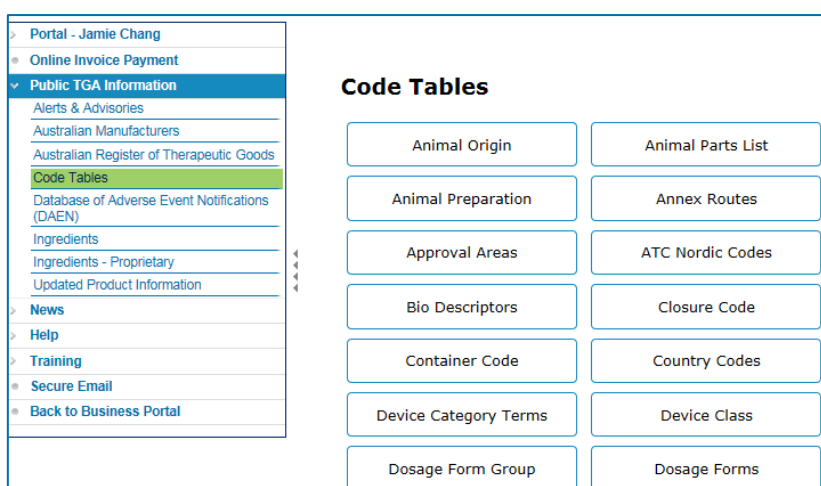 Portal - Jamie Chang
Online Invoice Payment
Public TGA Information
Alerts & Advisories
Australian Manufacturers
Australian Register of Therapeutic Goods
Code Tables
Database of Adverse Event Notifications
(DAEN)
Ingredients
Ingredients - Proprietary
Updated Product Information
News
Help
Training
Secure Email
Back to Business Portal
Code Tables
Animal Origin
Animal Parts List
Animal Preparation
Annex Routes
Approval Areas
ATC Nordic Codes
Bio Descriptors
Closure Code
Container Code
Country Codes
Device Category Terms
Device Class
Dosage Form Group
Dosage Forms